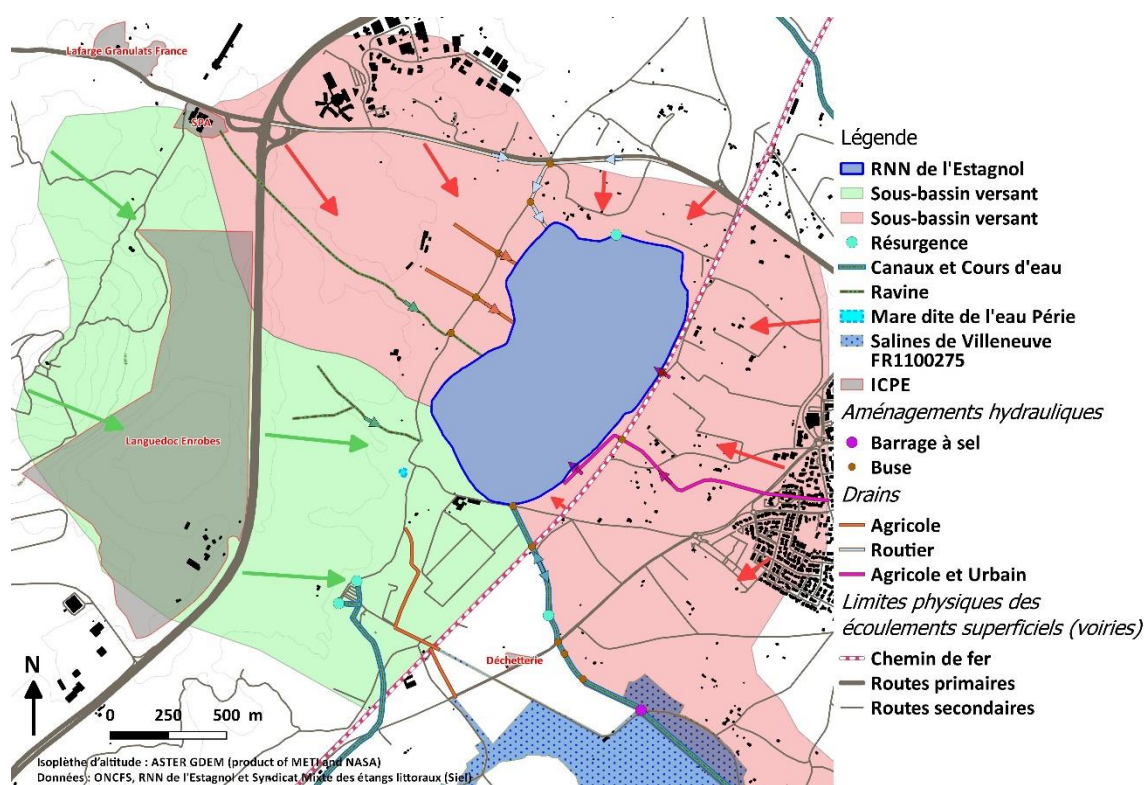 Lafarge Granulats France
SPA
Languedoc Enrobes
Déchetterie
N
0 250 500 m
Isoplèthe d'altitude : ASTER GDEM (product of METI and NASA)
Données : ONCFS, RNN de l'Estagnol et Syndicat Mixte des étangs littoraux (Siel)
Légende
RNN de l'Estagnol
Sous-bassin versant
Sous-bassin versant
Résurgence
Canaux et Cours d'eau
Ravine
Mare dite de l'eau Périe
Salines de Villeneuve
FR1100275
ICPE
Aménagements hydrauliques
Barrage à sel
Buse
Drains
Agricole
Routier
Agricole et Urbain
Limites physiques des
écoulements superficiels (voiries)
Chemin de fer
Routes primaires
Routes secondaires